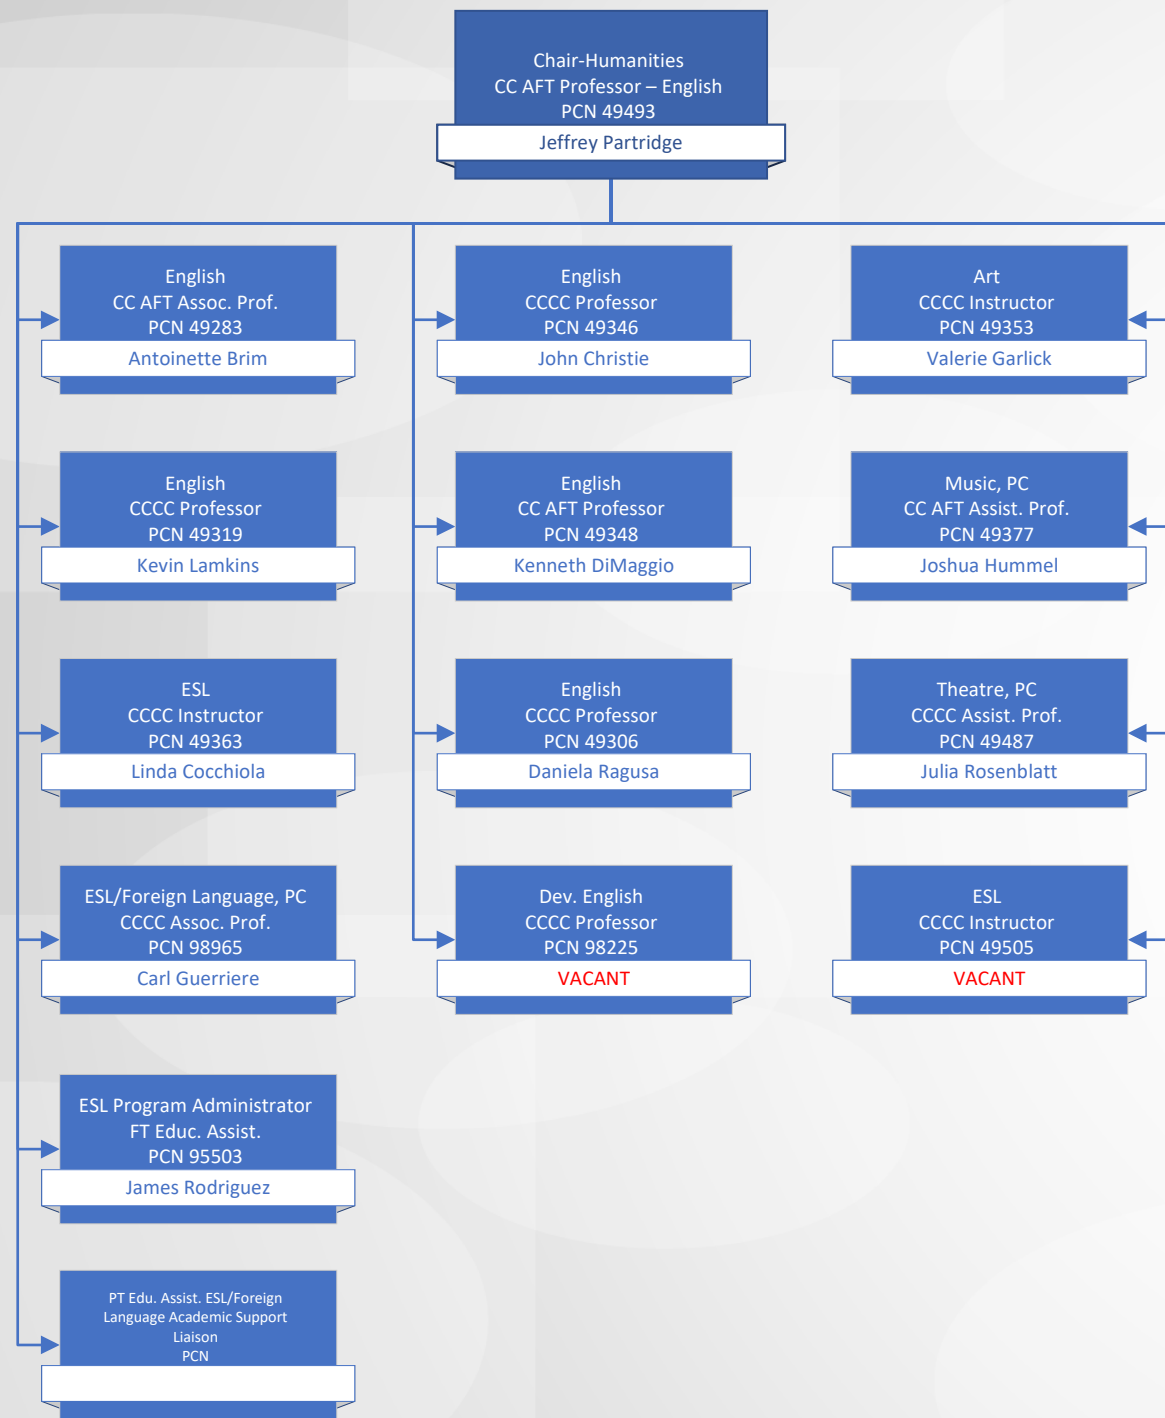 Chair-Humanities
CC AFT Professor – English
PCN 49493
Jeffrey Partridge
English
CC AFT Assoc. Prof.
PCN 49283
Antoinette Brim
English
CCCC Professor
PCN 49346
John Christie
Art
CCCC Instructor
PCN 49353
Valerie Garlick
English
CCCC Professor
PCN 49319
Kevin Lamkins
English
CC AFT Professor
PCN 49348
Kenneth DiMaggio
Music, PC
CC AFT Assist. Prof.
PCN 49377
Joshua Hummel
ESL
CCCC Instructor
PCN 49363
Linda Cocchiola
English
CCCC Professor
PCN 49306
Daniela Ragusa
Theatre, PC
CCCC Assist. Prof.
PCN 49487
Julia Rosenblatt
ESL/Foreign Language, PC
CCCC Assoc. Prof.
PCN 98965
Carl Guerriere
Dev. English
CCCC Professor
PCN 98225
VACANT
ESL
CCCC Instructor
PCN 49505
VACANT
ESL Program Administrator
FT Educ. Assist.
PCN 95503
James Rodriguez
PT Edu. Assist. ESL/Foreign
Language Academic Support
Liaison
PCN